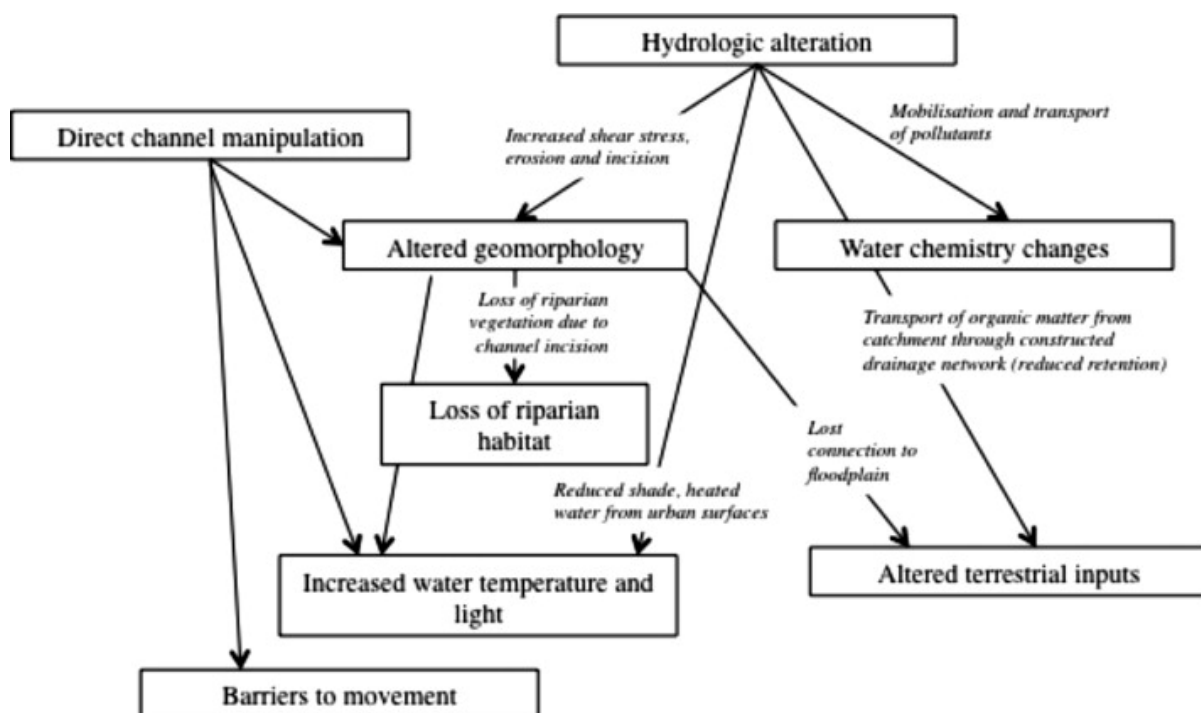 Hydrologic alteration
Direct channel manipulation
Increased shear stress,
erosion and incision
Mobilisation and transport
of pollutants
Altered geomorphology
Water chemistry changes
Loss of riparian
vegetation due to
channel incision
Transport of organic matter from
catchment through constructed
drainage network (reduced retention)
Loss of riparian
habitat
Lost
connection to
floodplain
Reduced shade, heated
water from urban surfaces
Increased water temperature and
light
Altered terrestrial inputs
Barriers to movement